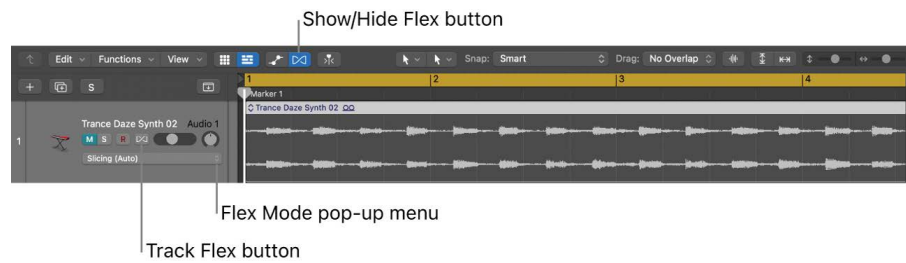 Show/Hide Flex button
Edit Functions View Snap: Smart Drag: No Overlap
S 1 2 3 4
Marker 1
Trance Daze Synth 02
Trance Daze Synth 02 Audio 1
1 M S R
Slicing (Auto)
Flex Mode pop-up menu
Track Flex button